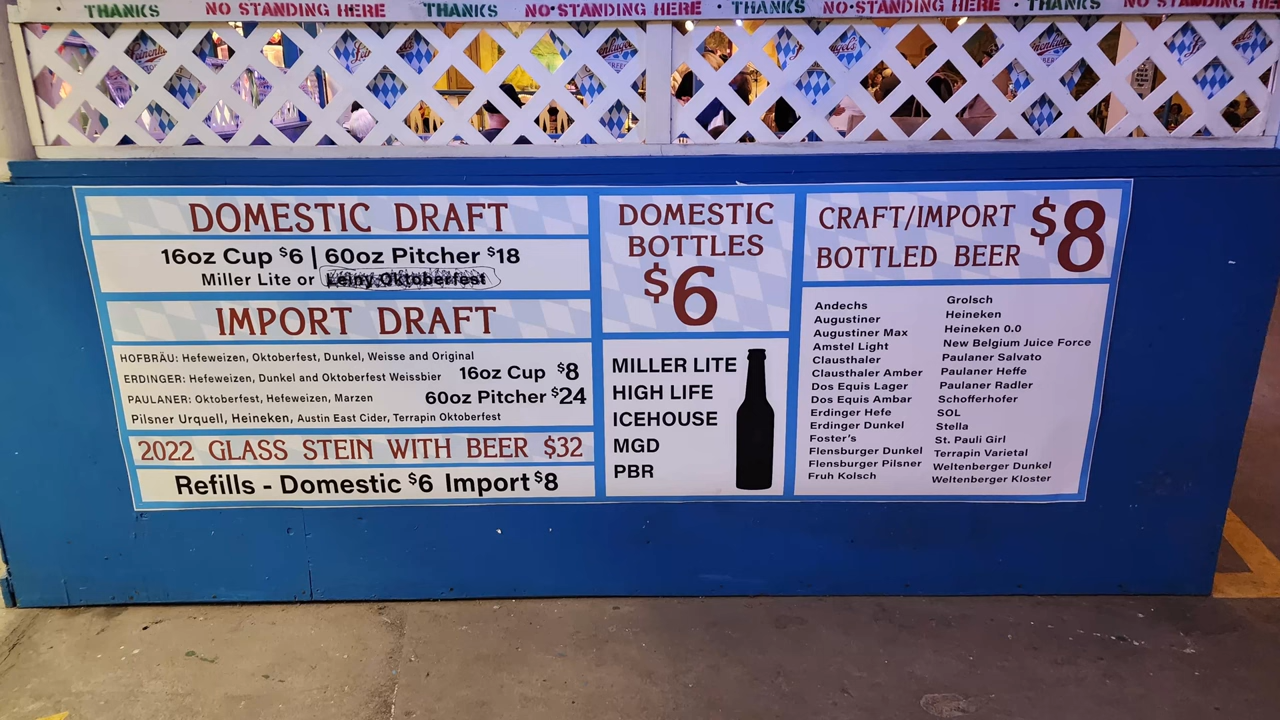 THANKS NO STANDING HERE · THANKS NO·STANDING HERE · THANKS NO STANDING HERE · THANKS NO STANDING HE
DOMESTIC DRAFT
16oz Cup $6 | 60oz Pitcher $18
Miller Lite or Leiny Oktoberfest
IMPORT DRAFT
HOFBRÄU: Hefeweizen, Oktoberfest, Dunkel, Weisse and Original
ERDINGER: Hefeweizen, Dunkel and Oktoberfest Weissbier
16oz Cup $8
PAULANER: Oktoberfest, Hefeweizen, Marzen
60oz Pitcher $24
Pilsner Urquell, Heineken, Austin East Cider, Terrapin Oktoberfest
2022 GLASS STEIN WITH BEER $32
Refills - Domestic $6 Import $8
DOMESTIC
BOTTLES
$6
MILLER LITE
HIGH LIFE
ICEHOUSE
MGD
PBR
CRAFT/IMPORT
BOTTLED BEER
$8
Andechs
Augustiner
Augustiner Max
Amstel Light
Clausthaler
Clausthaler Amber
Dos Equis Lager
Dos Equis Ambar
Erdinger Hefe
Erdinger Dunkel
Foster's
Flensburger Dunkel
Flensburger Pilsner
Fruh Kolsch
Grolsch
Heineken
Heineken 0.0
New Belgium Juice Force
Paulaner Salvato
Paulaner Heffe
Paulaner Radler
Schofferhofer
SOL
Stella
St. Pauli Girl
Terrapin Varietal
Weltenberger Dunkel
Weltenberger Kloster